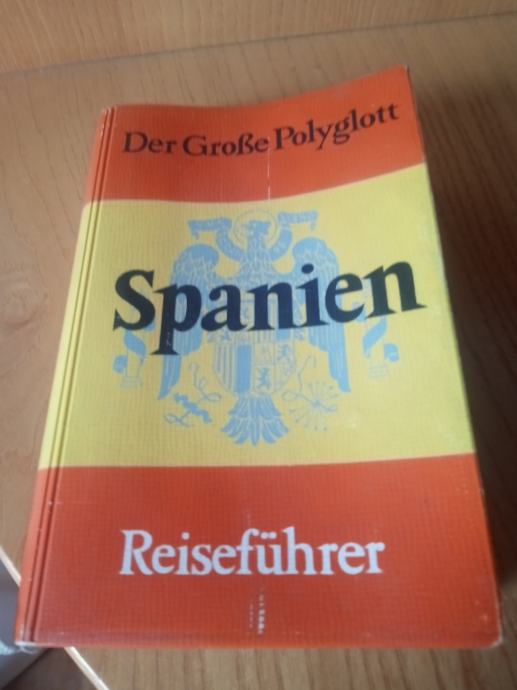 Der Große Polyglott
Spanien
Reiseführer